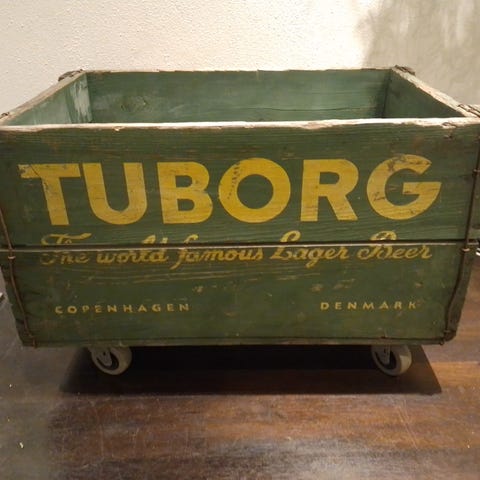 TUBORG
The world famous Lager Beer
COPENHAGEN DENMARK